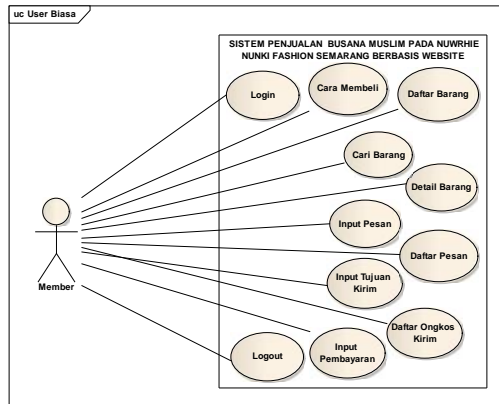 uc User Biasa
SISTEM PENJUALAN BUSANA MUSLIM PADA NUWRHIE
NUNKI FASHION SEMARANG BERBASIS WEBSITE
Login
Cara Membeli
Daftar Barang
Cari Barang
Detail Barang
Input Pesan
Daftar Pesan
Member
Input Tujuan
Kirim
Daftar Ongkos
Kirim
Logout
Input
Pembayaran